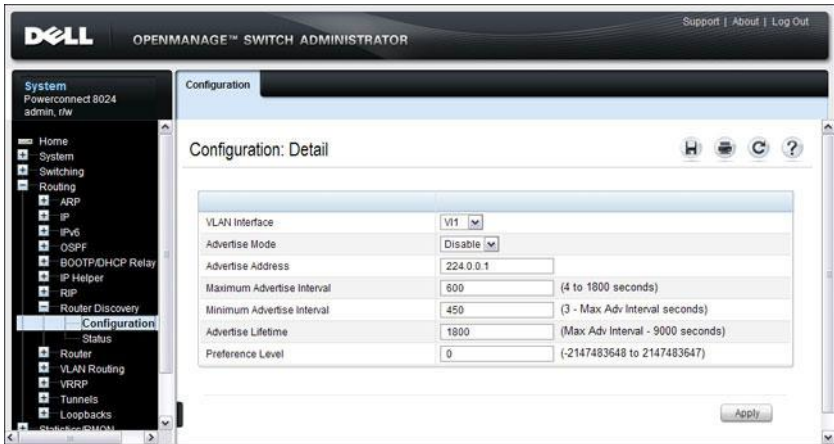 Support | About | Log Out
DELL OPENMANAGE™ SWITCH ADMINISTRATOR
System
Powerconnect 8024
admin, r/w
Home
System
Switching
Routing
ARP
IP
IPv6
OSPF
BOOTP/DHCP Relay
IP Helper
RIP
Router Discovery
Configuration
Status
Router
VLAN Routing
VRRP
Tunnels
Loopbacks
Statistics/RMON
Configuration
Configuration: Detail
VLAN Interface Vl1
Advertise Mode Disable
Advertise Address 224.0.0.1
Maximum Advertise Interval 600 (4 to 1800 seconds)
Minimum Advertise Interval 450 (3 - Max Adv Interval seconds)
Advertise Lifetime 1800 (Max Adv Interval - 9000 seconds)
Preference Level 0 (-2147483648 to 2147483647)
Apply